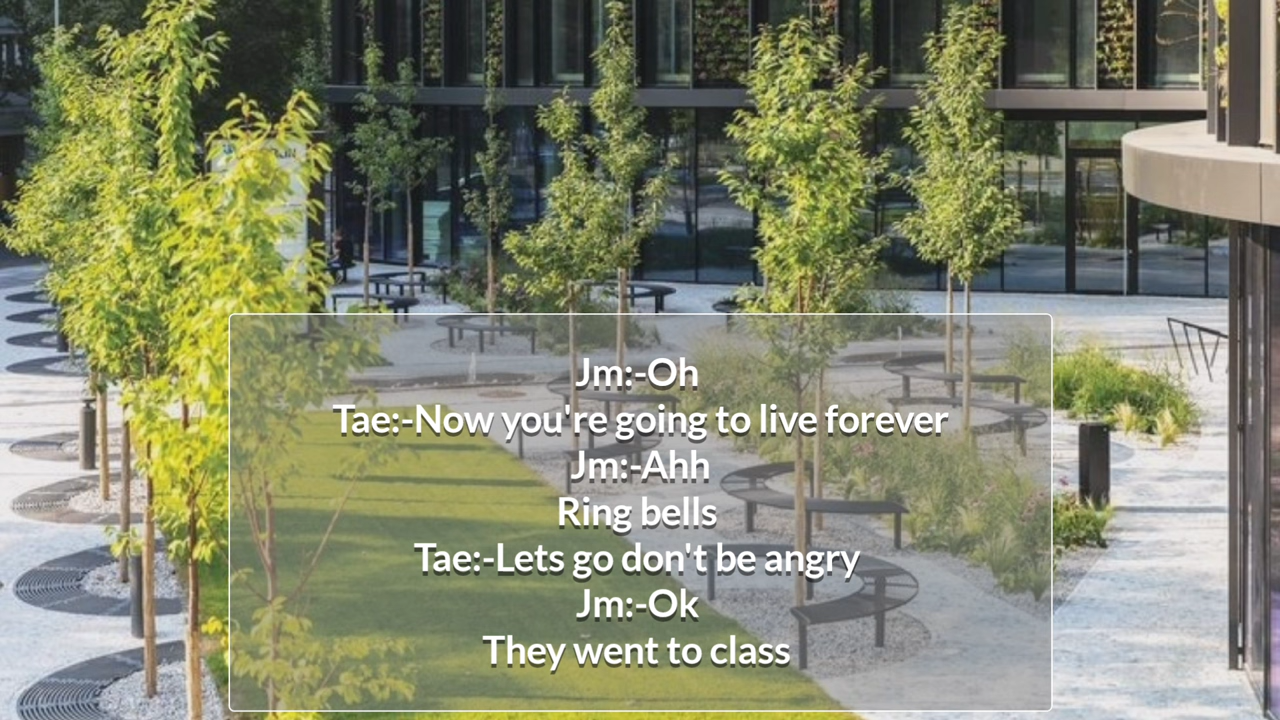 Jm:-Oh
Tae:-Now you're going to live forever
Jm:-Ahh
Ring bells
Tae:-Lets go don't be angry
Jm:-Ok
They went to class